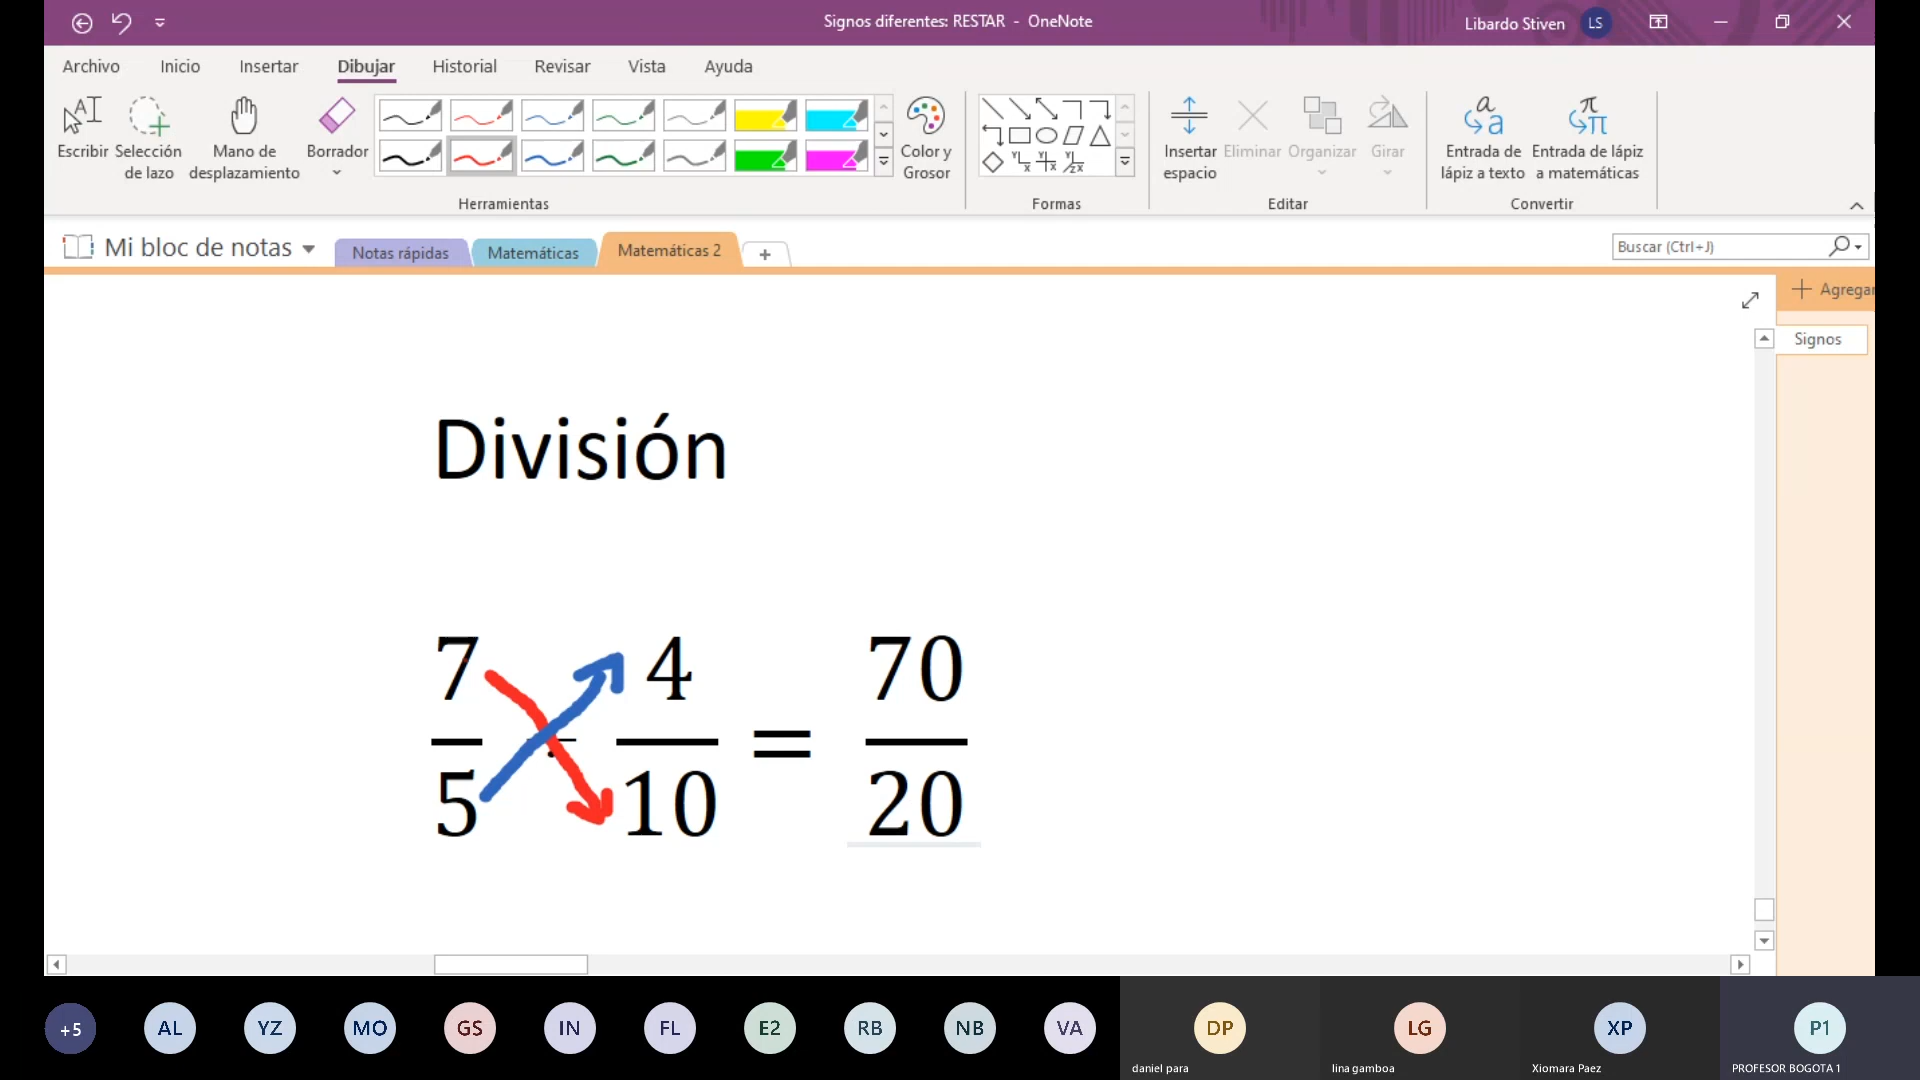 Signos diferentes: RESTAR - OneNote
Libardo Stiven LS
Archivo Inicio Insertar Dibujar Historial Revisar Vista Ayuda
Escribir
Selección de lazo
Mano de desplazamiento
Borrador
Color y Grosor
Insertar espacio
Eliminar
Organizar
Girar
Entrada de lápiz a texto
Entrada de lápiz a matemáticas
Herramientas Formas Editar Convertir
Mi bloc de notas Notas rápidas Matemáticas Matemáticas 2 +
Buscar (Ctrl+J)
Agregar
Signos
División
7/5 ÷ 4/10 = 70/20
+5 AL YZ MO GS IN FL E2 RB NB VA DP LG XP P1
daniel para lina gamboa Xiomara Paez PROFESOR BOGOTA 1